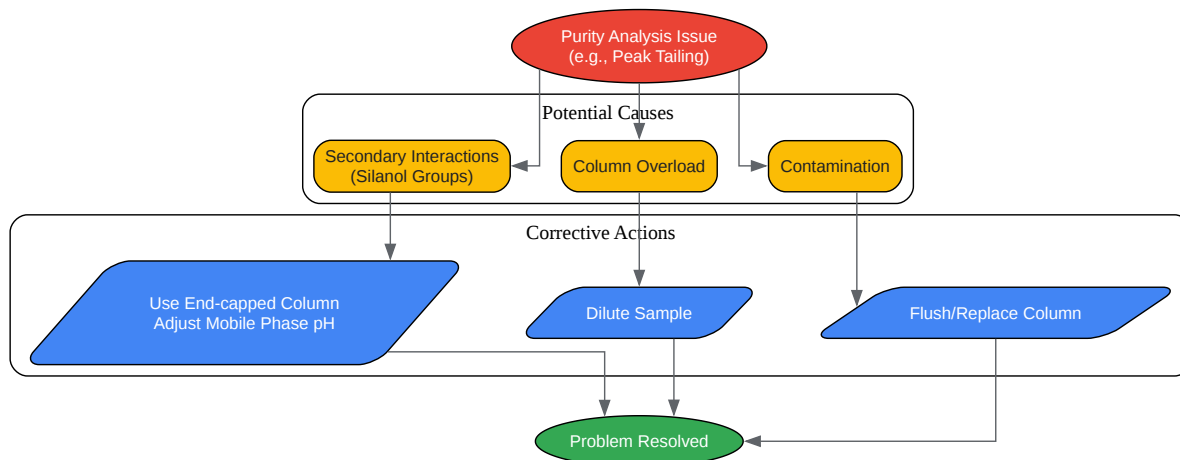 Purity Analysis Issue
(e.g., Peak Tailing)
Potential Causes
Secondary Interactions
(Silanol Groups)
Column Overload
Contamination
Corrective Actions
Use End-capped Column
Adjust Mobile Phase pH
Dilute Sample
Flush/Replace Column
Problem Resolved